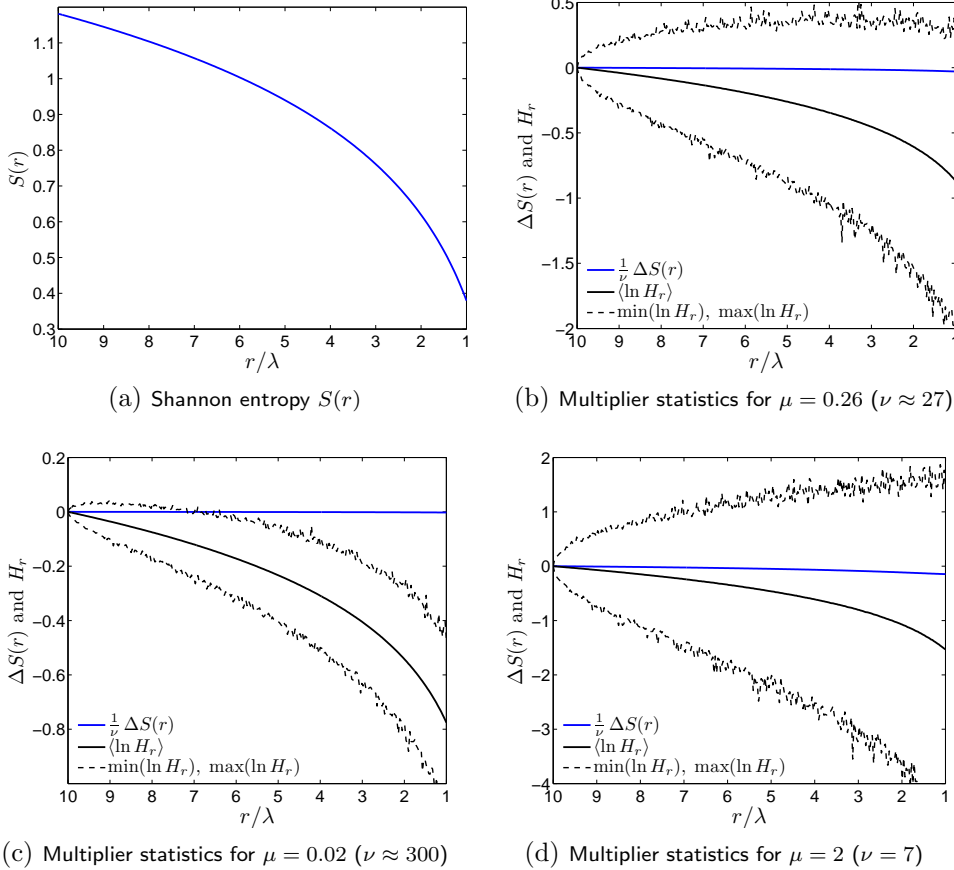 1.1
1
0.9
0.8
0.7
0.6
0.5
0.4
0.3
S(r)
10 9 8 7 6 5 4 3 2 1
r/λ
(a) Shannon entropy S(r)
0.5
0
−0.5
−1
−1.5
−2
ΔS(r) and H_r
1/ν ΔS(r)
⟨ln H_r⟩
min(ln H_r), max(ln H_r)
10 9 8 7 6 5 4 3 2 1
r/λ
(b) Multiplier statistics for μ = 0.26 (ν ≈ 27)
0.2
0
−0.2
−0.4
−0.6
−0.8
ΔS(r) and H_r
1/ν ΔS(r)
⟨ln H_r⟩
min(ln H_r), max(ln H_r)
10 9 8 7 6 5 4 3 2 1
r/λ
(c) Multiplier statistics for μ = 0.02 (ν ≈ 300)
2
1
0
−1
−2
−3
−4
ΔS(r) and H_r
1/ν ΔS(r)
⟨ln H_r⟩
min(ln H_r), max(ln H_r)
10 9 8 7 6 5 4 3 2 1
r/λ
(d) Multiplier statistics for μ = 2 (ν = 7)